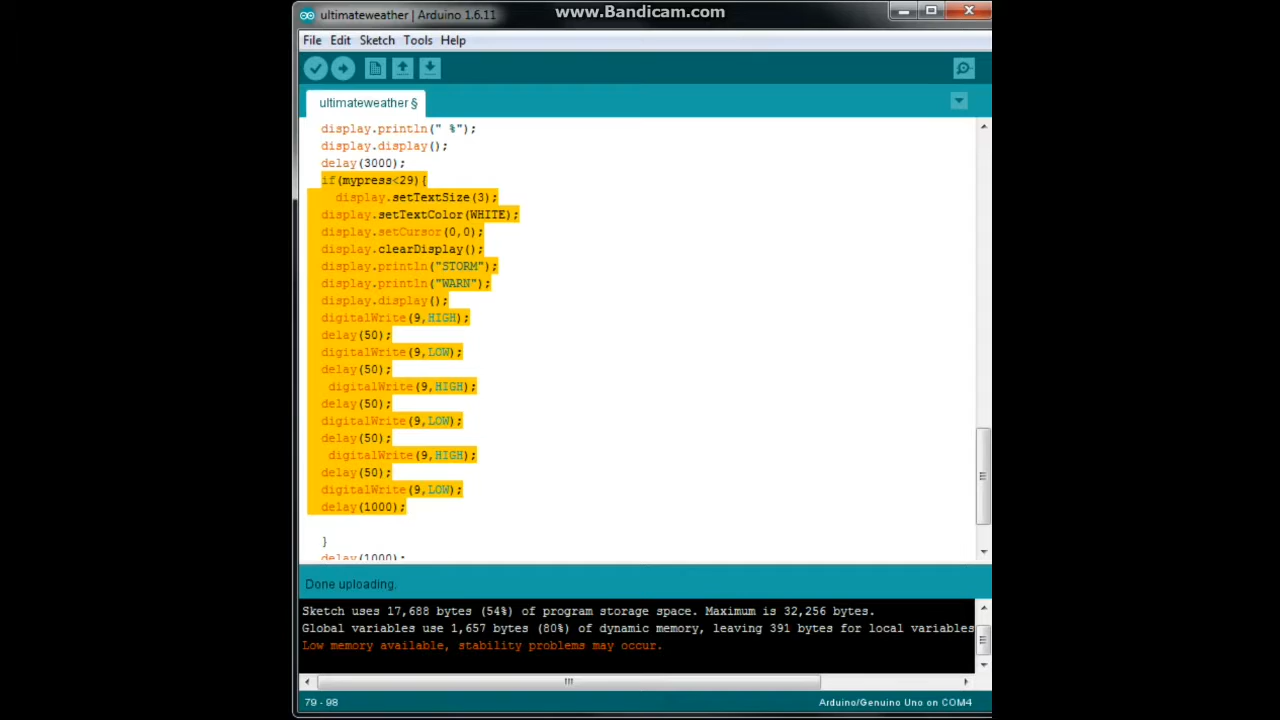 www.Bandicam.com
ultimateweather | Arduino 1.6.11
File Edit Sketch Tools Help
ultimateweather §
display.println(" %");
display.display();
delay(3000);
if(mypress<29){
display.setTextSize(3);
display.setTextColor(WHITE);
display.setCursor(0,0);
display.clearDisplay();
display.println("STORM");
display.println("WARN");
display.display();
digitalWrite(9,HIGH);
delay(50);
digitalWrite(9,LOW);
delay(50);
digitalWrite(9,HIGH);
delay(50);
digitalWrite(9,LOW);
delay(50);
digitalWrite(9,HIGH);
delay(50);
digitalWrite(9,LOW);
delay(1000);
}
delay(1000);
Done uploading.
Sketch uses 17,688 bytes (54%) of program storage space. Maximum is 32,256 bytes.
Global variables use 1,657 bytes (80%) of dynamic memory, leaving 391 bytes for local variables
Low memory available, stability problems may occur.
79 - 98
Arduino/Genuino Uno on COM4